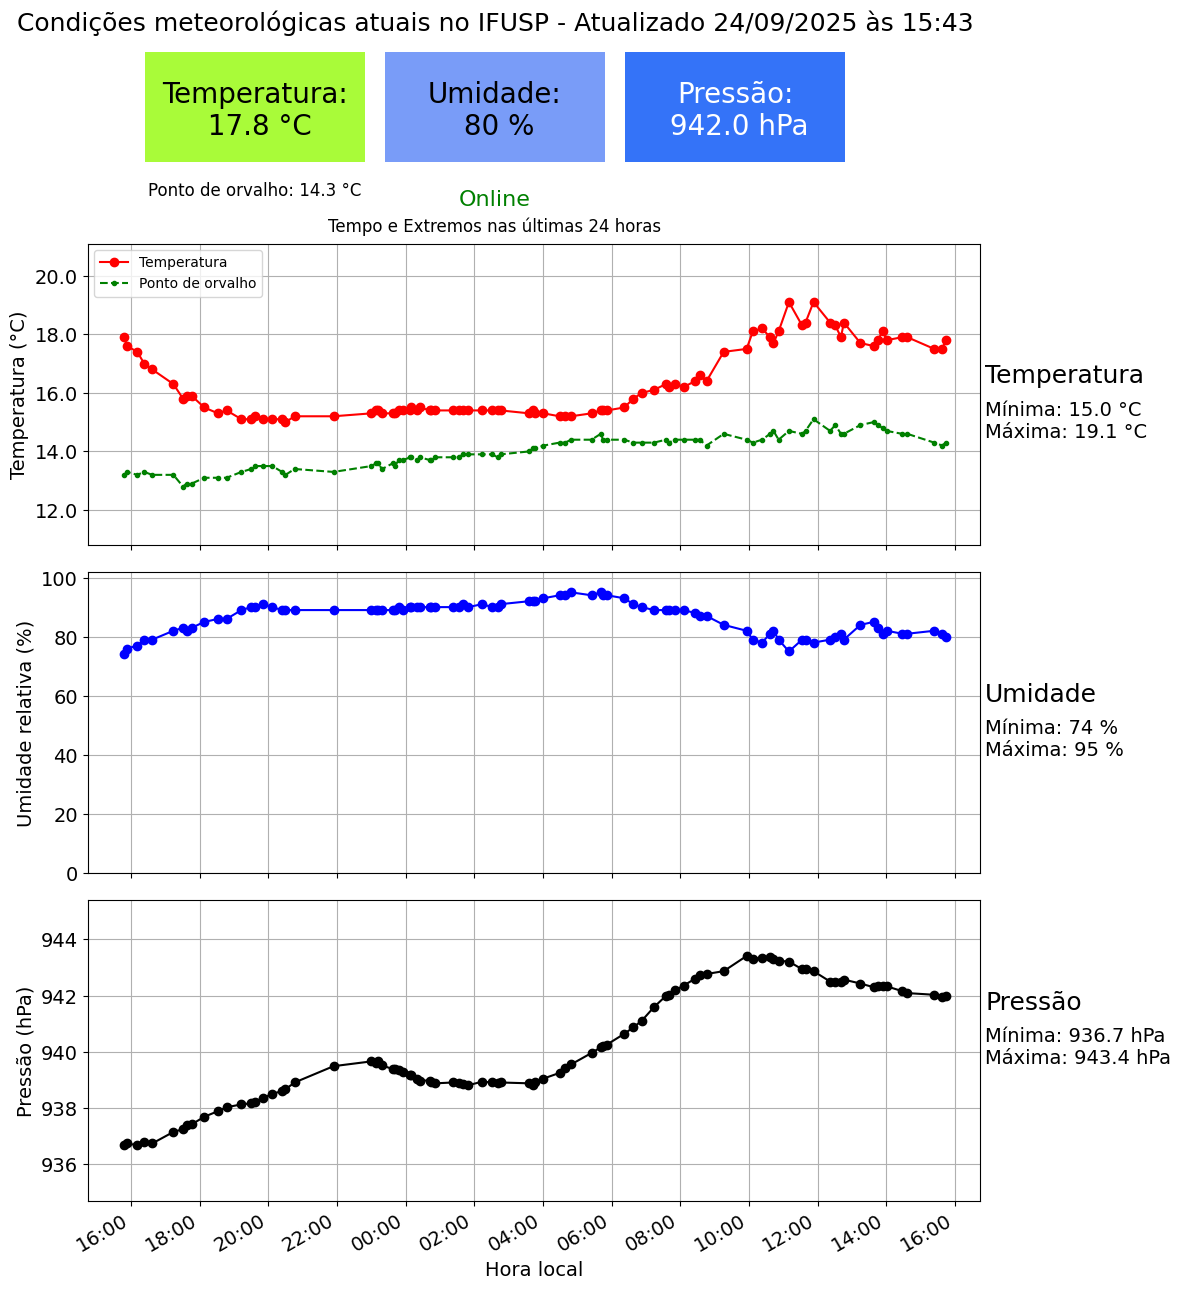 Condições meteorológicas atuais no IFUSP - Atualizado 24/09/2025 às 15:43
Temperatura:
17.8 °C
Umidade:
80 %
Pressão:
942.0 hPa
Ponto de orvalho: 14.3 °C
Online
Tempo e Extremos nas últimas 24 horas
Temperatura
Ponto de orvalho
Temperatura (°C)
20.0
18.0
16.0
14.0
12.0
Temperatura
Mínima: 15.0 °C
Máxima: 19.1 °C
Umidade relativa (%)
100
80
60
40
20
0
Umidade
Mínima: 74 %
Máxima: 95 %
Pressão (hPa)
944
942
940
938
936
Pressão
Mínima: 936.7 hPa
Máxima: 943.4 hPa
16:00
18:00
20:00
22:00
00:00
02:00
04:00
06:00
08:00
10:00
12:00
14:00
16:00
Hora local